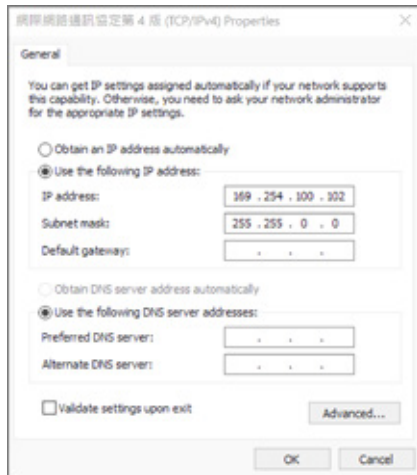 網際網路通訊協定第 4 版 (TCP/IPv4) Properties
General
You can get IP settings assigned automatically if your network supports
this capability. Otherwise, you need to ask your network administrator
for the appropriate IP settings.
Obtain an IP address automatically
Use the following IP address:
IP address: 169 . 254 . 100 . 102
Subnet mask: 255 . 255 . 0 . 0
Default gateway: . . .
Obtain DNS server address automatically
Use the following DNS server addresses:
Preferred DNS server: . . .
Alternate DNS server: . . .
Validate settings upon exit
Advanced...
OK Cancel